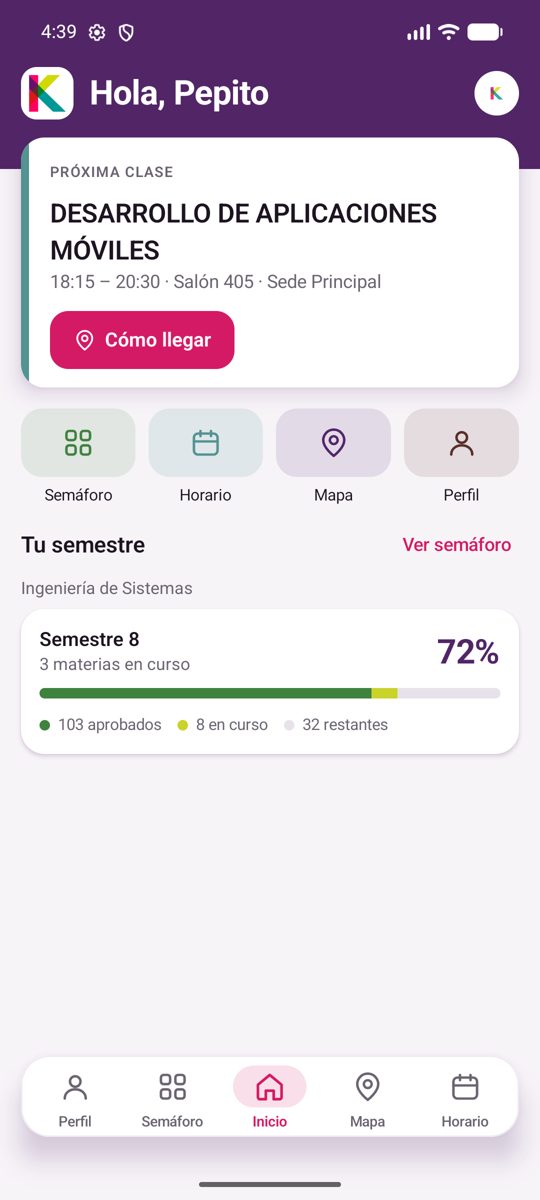 4:39
Hola, Pepito
PRÓXIMA CLASE
DESARROLLO DE APLICACIONES
MÓVILES
18:15 – 20:30 · Salón 405 · Sede Principal
Cómo llegar
Semáforo
Horario
Mapa
Perfil
Tu semestre
Ver semáforo
Ingeniería de Sistemas
Semestre 8
72%
3 materias en curso
103 aprobados
8 en curso
32 restantes
Perfil
Semáforo
Inicio
Mapa
Horario